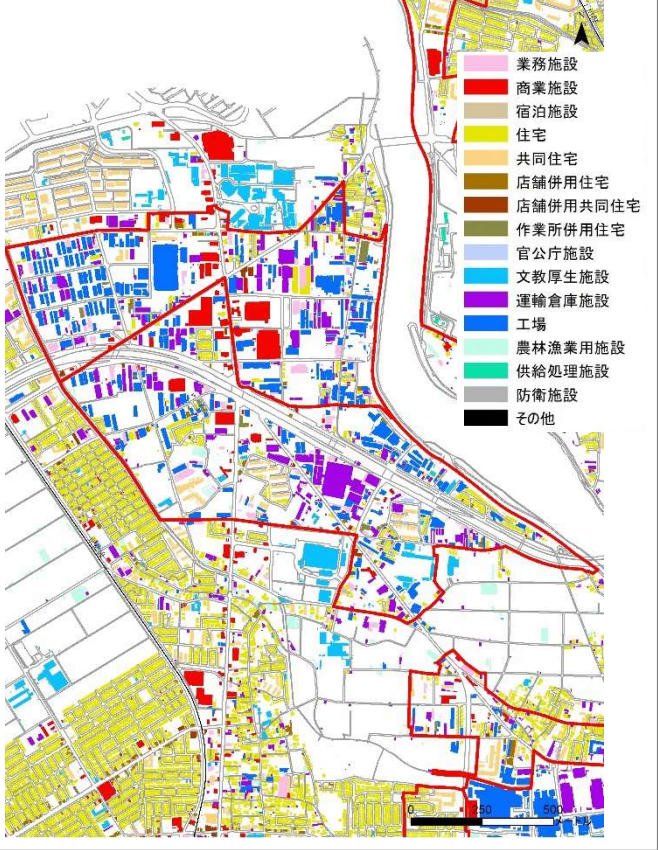 業務施設
商業施設
宿泊施設
住宅
共同住宅
店舗併用住宅
店舗併用共同住宅
作業所併用住宅
官公庁施設
文教厚生施設
運輸倉庫施設
工場
農林漁業用施設
供給処理施設
防衛施設
その他
0 250 500
メートル